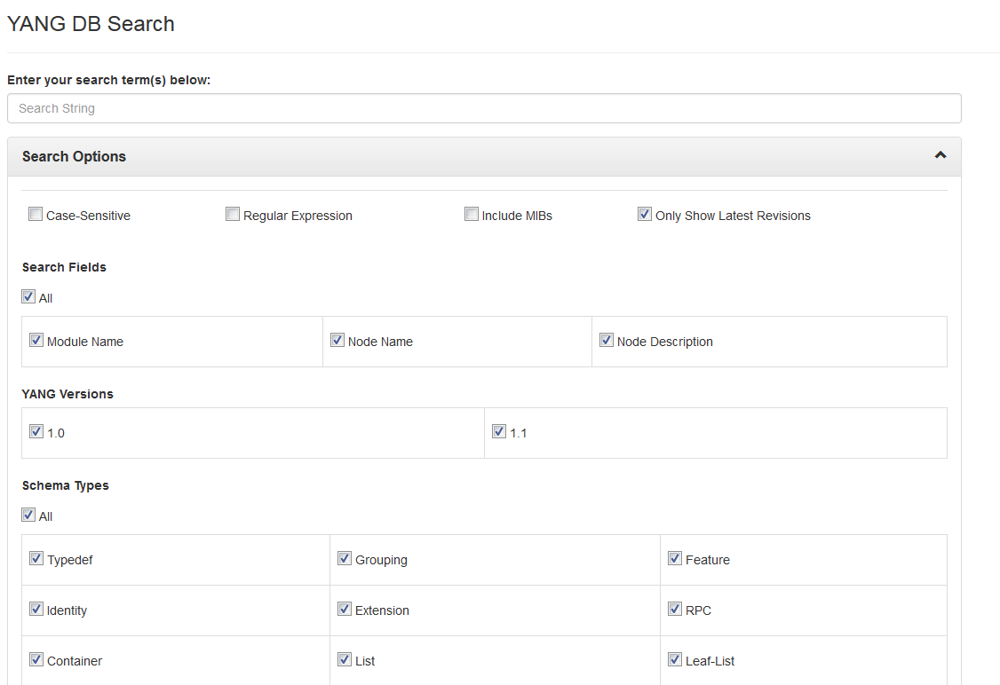 YANG DB Search
Enter your search term(s) below:
Search String
Search Options
Case-Sensitive Regular Expression Include MIBs Only Show Latest Revisions
Search Fields
All
Module Name Node Name Node Description
YANG Versions
1.0 1.1
Schema Types
All
Typedef Grouping Feature
Identity Extension RPC
Container List Leaf-List